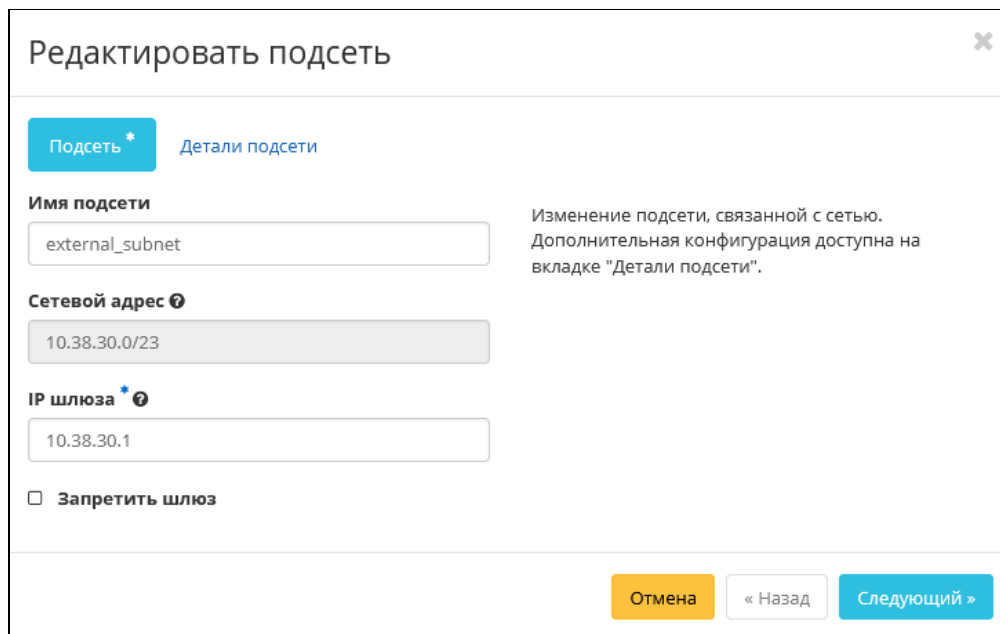 Редактировать подсеть
×
Подсеть *
Детали подсети
Имя подсети
external_subnet
Изменение подсети, связанной с сетью.
Дополнительная конфигурация доступна на
вкладке "Детали подсети".
Сетевой адрес ?
10.38.30.0/23
IP шлюза * ?
10.38.30.1
Запретить шлюз
Отмена
« Назад
Следующий »